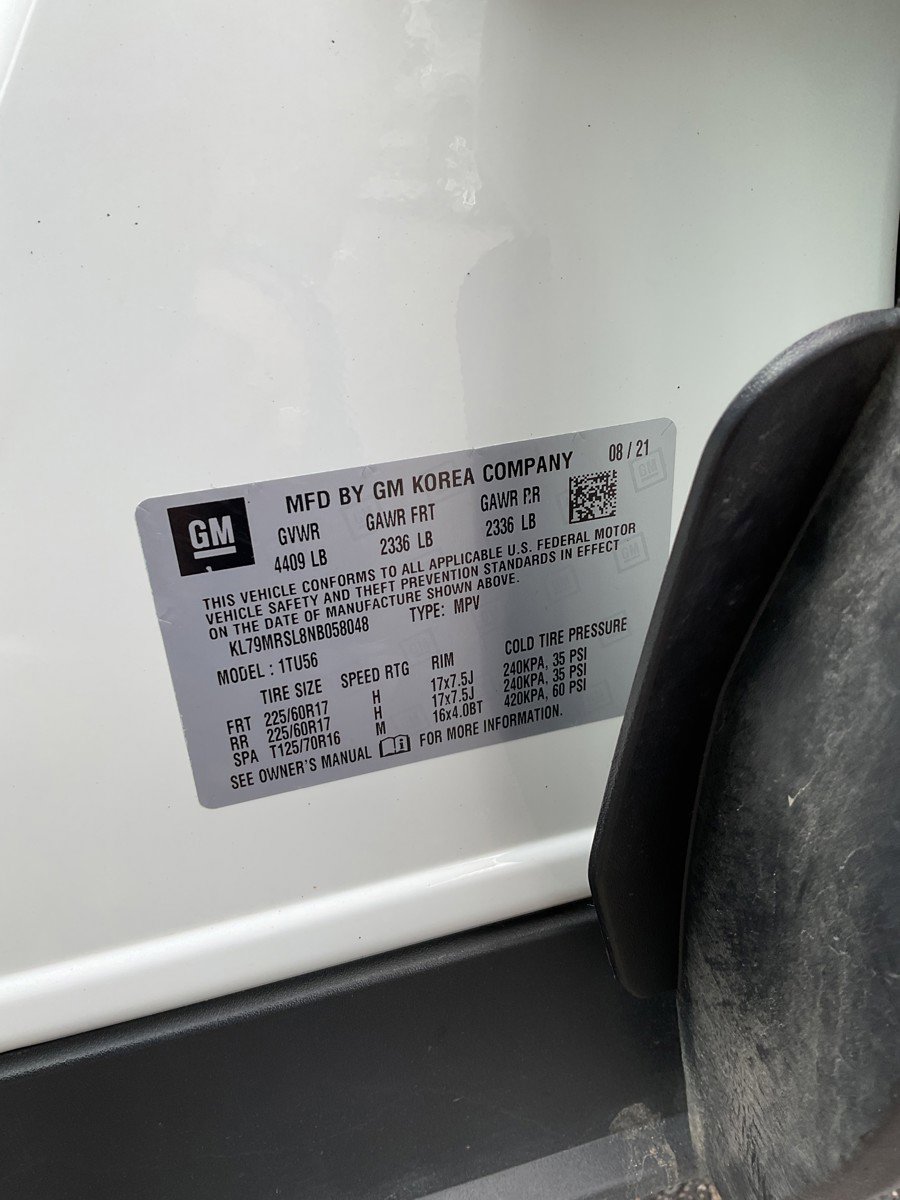 GM
MFD BY GM KOREA COMPANY 08 / 21
GVWR GAWR FRT GAWR RR
4409 LB 2336 LB 2336 LB
THIS VEHICLE CONFORMS TO ALL APPLICABLE U.S. FEDERAL MOTOR
VEHICLE SAFETY AND THEFT PREVENTION STANDARDS IN EFFECT
ON THE DATE OF MANUFACTURE SHOWN ABOVE.
KL79MRSL8NB058048 TYPE: MPV
MODEL : 1TU56
TIRE SIZE SPEED RTG RIM COLD TIRE PRESSURE
FRT 225/60R17 H 17x7.5J 240KPA, 35 PSI
RR 225/60R17 H 17x7.5J 240KPA, 35 PSI
SPA T125/70R16 M 16x4.0BT 420KPA, 60 PSI
SEE OWNER'S MANUAL FOR MORE INFORMATION.